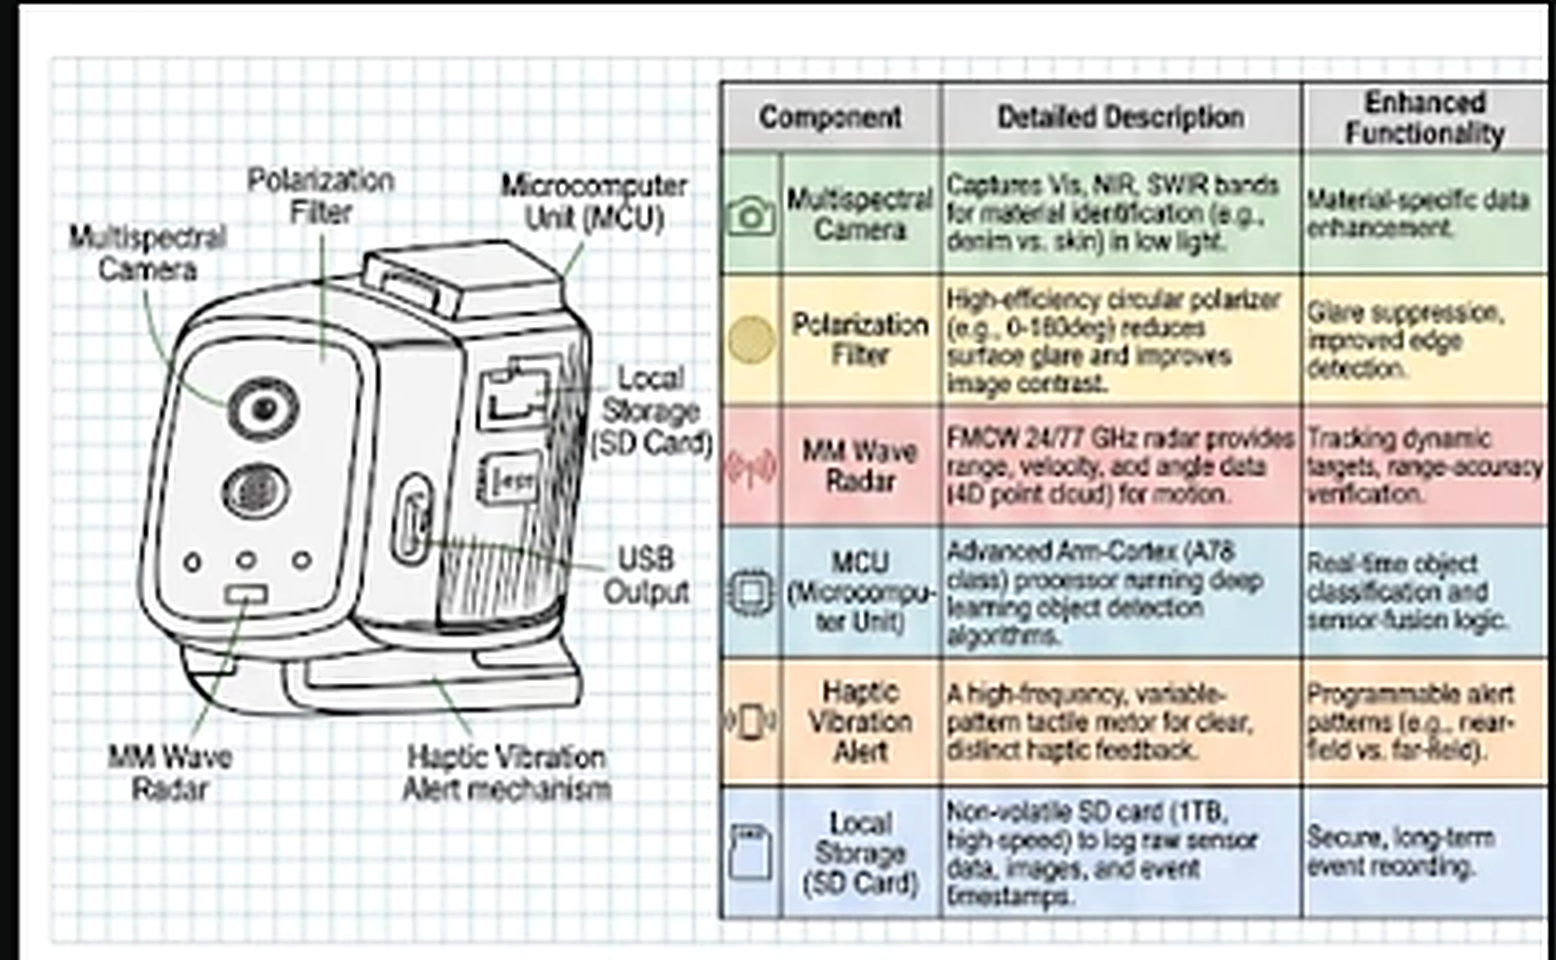 Polarization
Filter
Microcomputer
Unit (MCU)
Multispectral
Camera
Local
Storage
(SD Card)
USB
Output
MM Wave
Radar
Haptic Vibration
Alert mechanism
Component
Detailed Description
Enhanced
Functionality
Multispectral
Camera
Captures Vis, NIR, SWIR bands
for material identification (e.g.,
denim vs. skin) in low light.
Material-specific data
enhancement.
Polarization
Filter
High-efficiency circular polarizer
(e.g., 0-180deg) reduces
surface glare and improves
image contrast.
Glare suppression,
improved edge
detection.
MM Wave
Radar
FMCW 24/77 GHz radar provides
range, velocity, and angle data
(4D point cloud) for motion.
Tracking dynamic
targets, range-accuracy
verification.
MCU
(Microcompu-
ter Unit)
Advanced Arm-Cortex (A78
class) processor running deep
learning object detection
algorithms.
Real-time object
classification and
sensor-fusion logic.
Haptic
Vibration
Alert
A high-frequency, variable-
pattern tactile motor for clear,
distinct haptic feedback.
Programmable alert
patterns (e.g., near-
field vs. far-field).
Local
Storage
(SD Card)
Non-volatile SD card (1TB,
high-speed) to log raw sensor
data, images, and event
timestamps.
Secure, long-term
event recording.